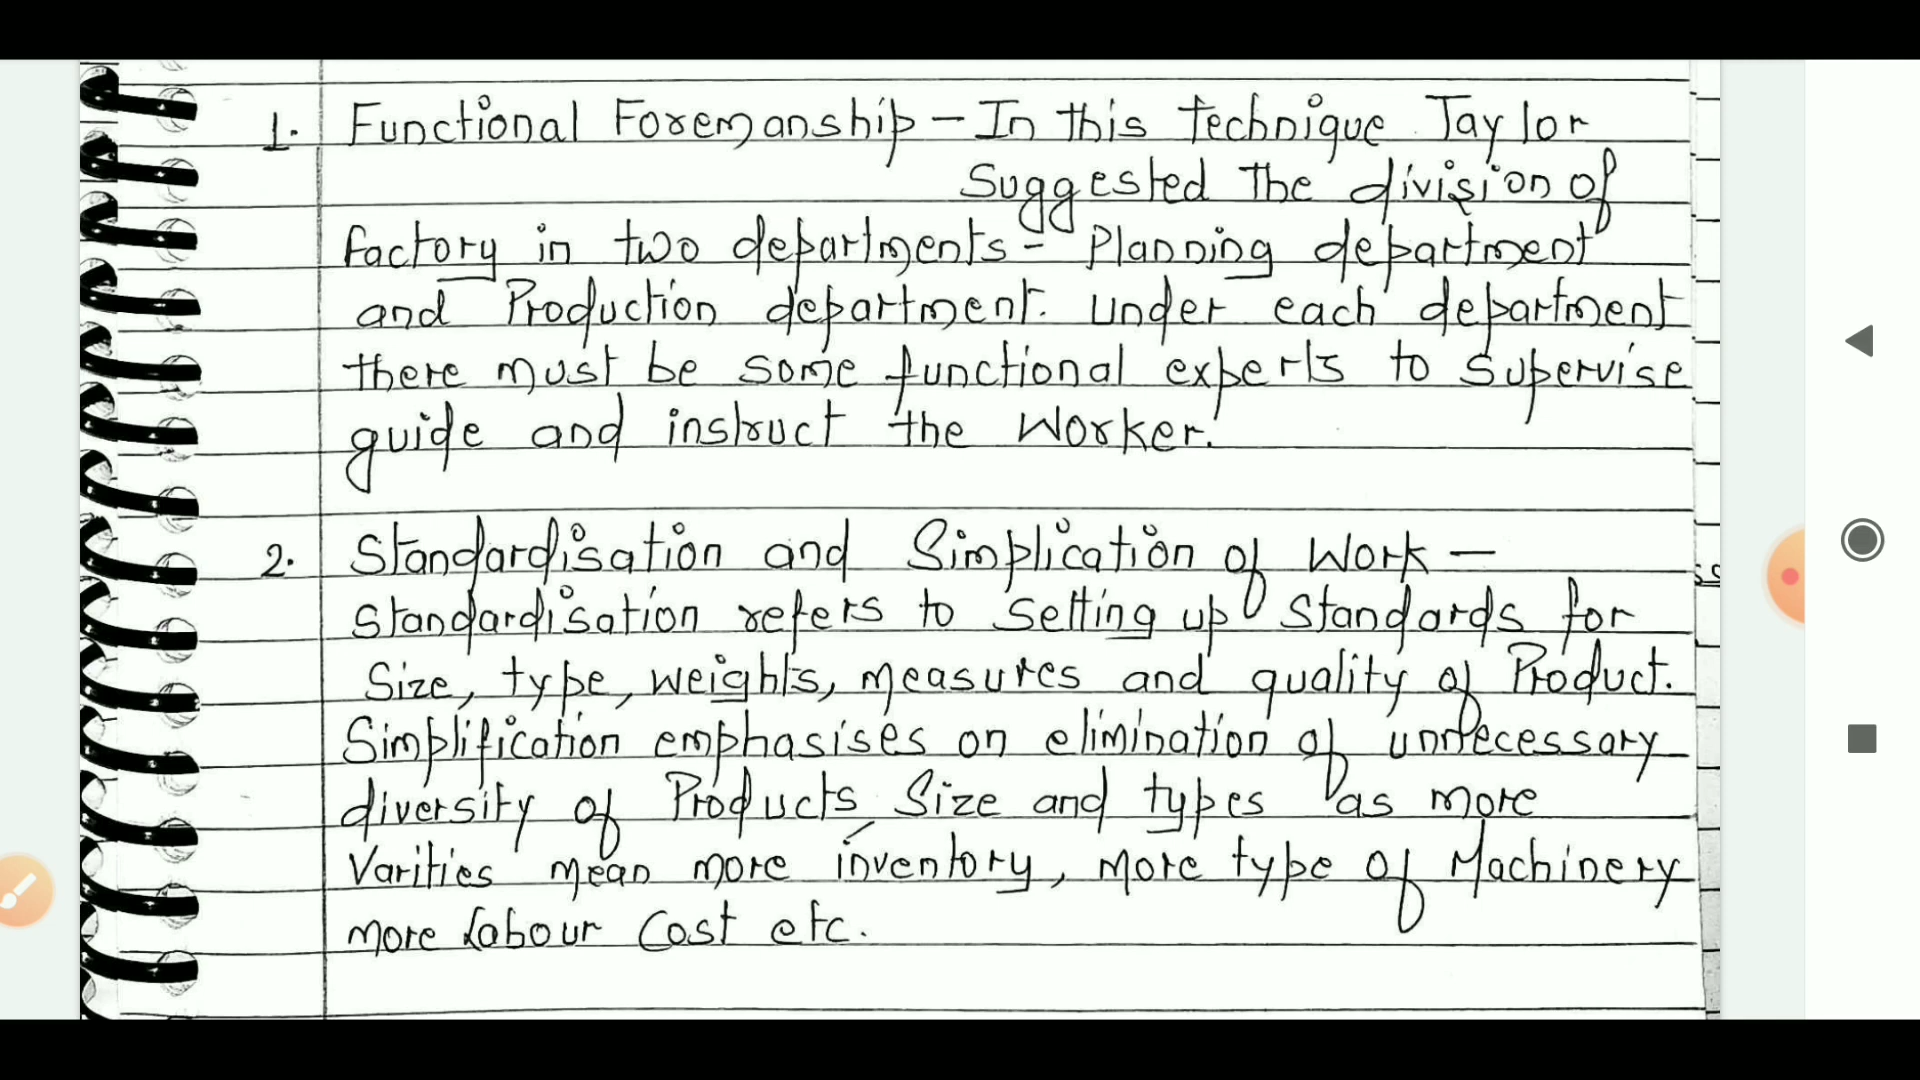 1. Functional Foremanship - In this Technique Taylor
Suggested the division of
factory in two departments - Planning department
and Production department. Under each department
there must be some functional experts to Supervise
guide and instruct the Worker.
2. Standardisation and Simplication of Work -
Standardisation refers to Setting up Standards for
Size, type, weights, measures and quality of Product.
Simplification emphasises on elimination of unnecessary
diversity of Products Size and types as more
Varities mean more inventory, More type of Machinery
more Labour Cost etc.